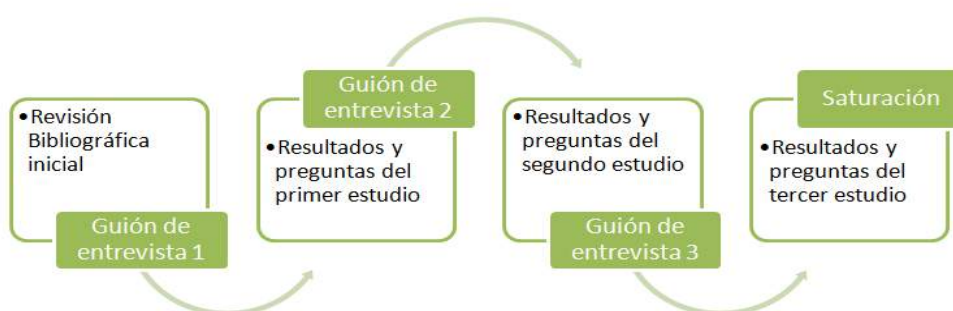 •Revisión
Bibliográfica
inicial
Guión de
entrevista 1
Guión de
entrevista 2
•Resultados y
preguntas del
primer estudio
•Resultados y
preguntas del
segundo estudio
Guión de
entrevista 3
Saturación
•Resultados y
preguntas del
tercer estudio